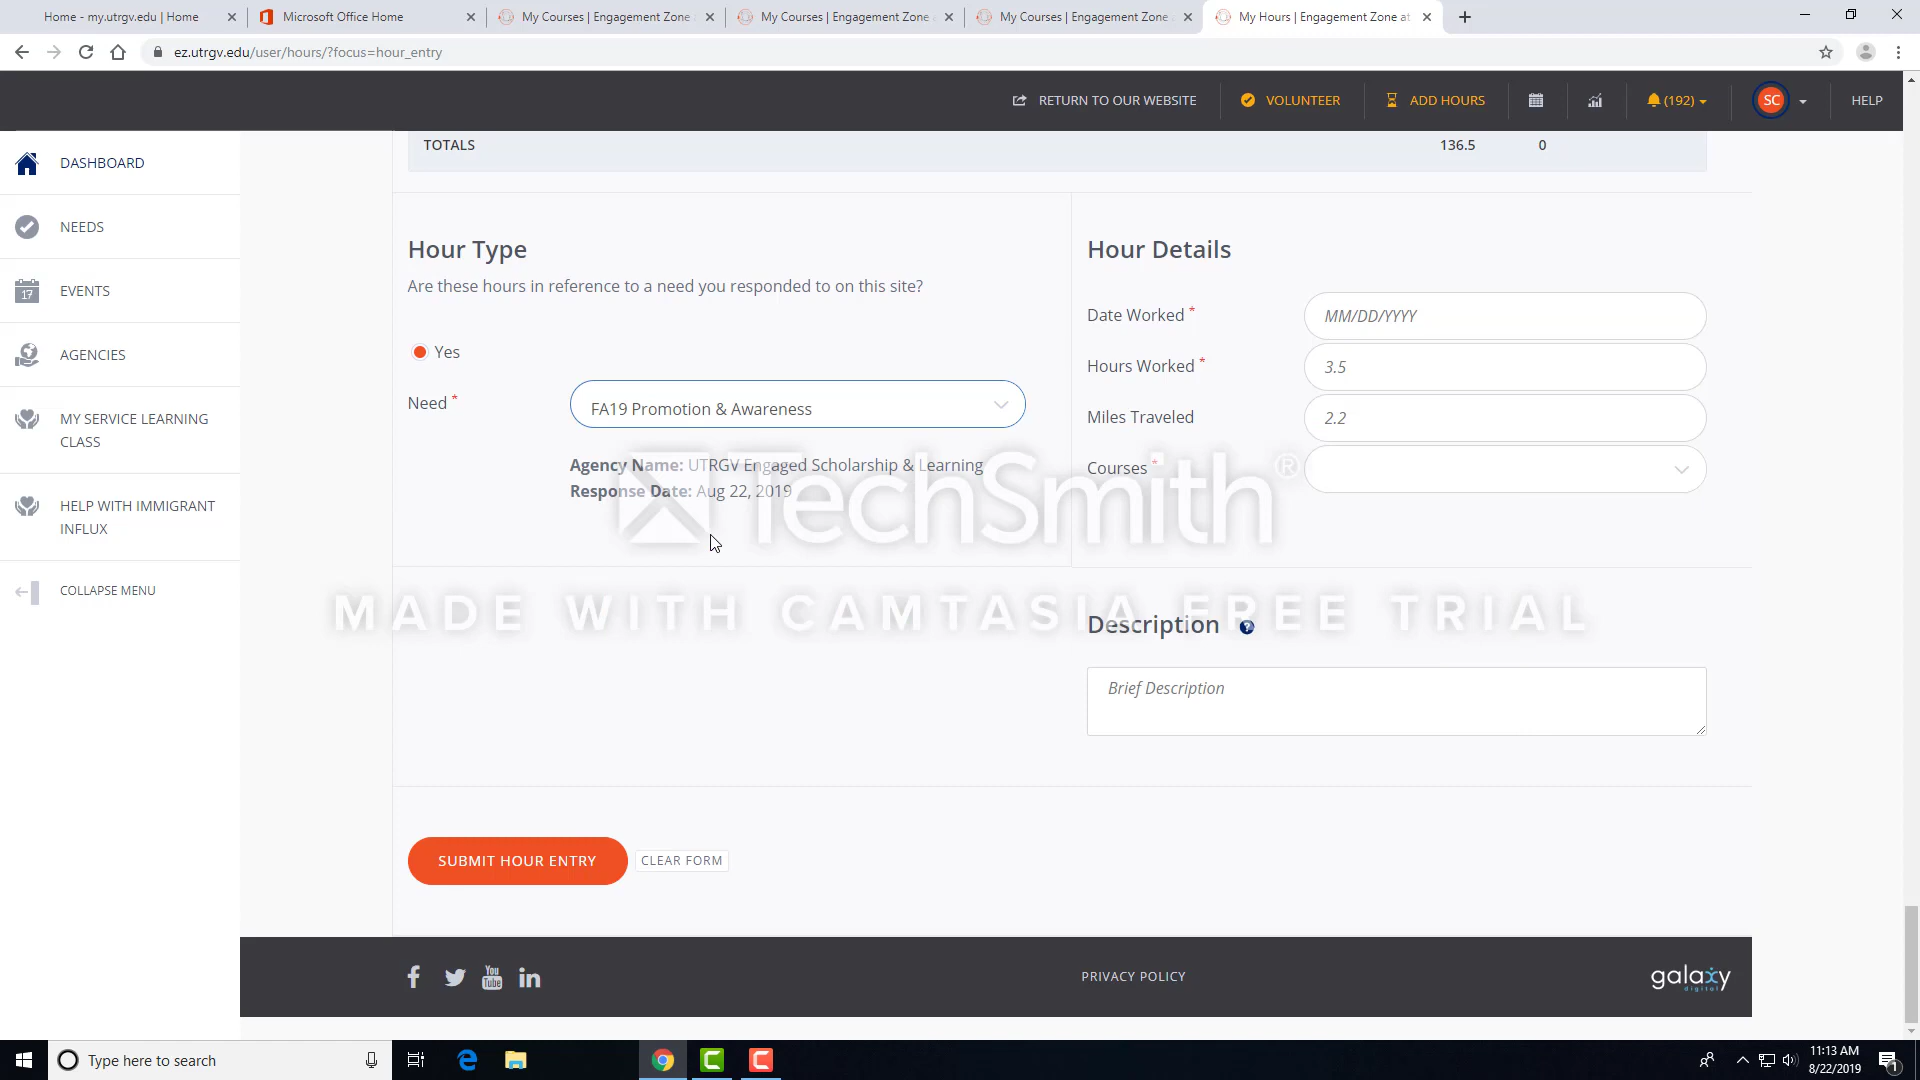 Home - my.utrgv.edu | Home
Microsoft Office Home
My Courses | Engagement Zone
My Courses | Engagement Zone
My Courses | Engagement Zone
My Hours | Engagement Zone at
ez.utrgv.edu/user/hours/?focus=hour_entry
RETURN TO OUR WEBSITE
VOLUNTEER
ADD HOURS
(192)
SC
HELP
DASHBOARD
NEEDS
17
EVENTS
AGENCIES
MY SERVICE LEARNING
CLASS
HELP WITH IMMIGRANT
INFLUX
COLLAPSE MENU
TOTALS 136.5 0
Hour Type
Are these hours in reference to a need you responded to on this site?
Yes
Need *
FA19 Promotion & Awareness
Agency Name: UTRGV Engaged Scholarship & Learning
Response Date: Aug 22, 2019
Hour Details
Date Worked *
MM/DD/YYYY
Hours Worked *
3.5
Miles Traveled
2.2
Courses *
TechSmith®
MADE WITH CAMTASIA FREE TRIAL
Description ?
Brief Description
SUBMIT HOUR ENTRY
CLEAR FORM
You
Tube
in
PRIVACY POLICY
galaxy
digital
Type here to search
11:13 AM
8/22/2019
1